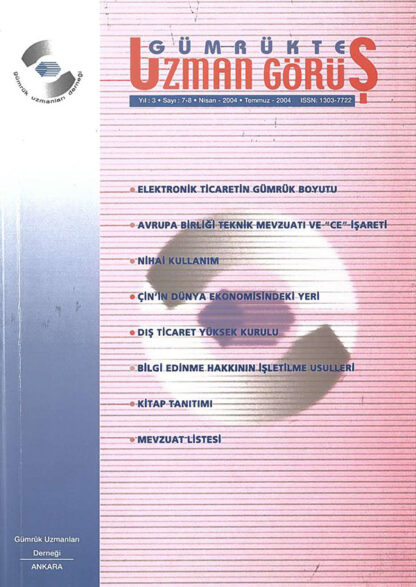 gümrük uzmanları derneği
GÜMRÜKTE
UZMAN GÖRÜŞ
Yıl : 3 • Sayı : 7-8 • Nisan - 2004 • Temmuz - 2004 ISSN: 1303-7722
• ELEKTRONİK TİCARETİN GÜMRÜK BOYUTU
• AVRUPA BİRLİĞİ TEKNİK MEVZUATI VE "CE" İŞARETİ
• NİHAİ KULLANIM
• ÇİN'İN DÜNYA EKONOMİSİNDEKİ YERİ
• DIŞ TİCARET YÜKSEK KURULU
• BİLGİ EDİNME HAKKININ İŞLETİLME USULLERİ
• KİTAP TANITIMI
• MEVZUAT LİSTESİ
Gümrük Uzmanları
Derneği
ANKARA